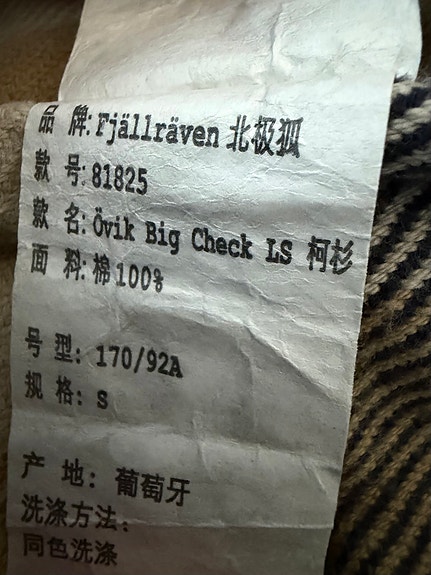 品 牌: Fjällräven 北极狐
款 号: 81825
款 名: Övik Big Check LS 柯杉
面 料: 棉100%
号 型: 170/92A
规 格: S
产 地: 葡萄牙
洗涤方法:
同色洗涤